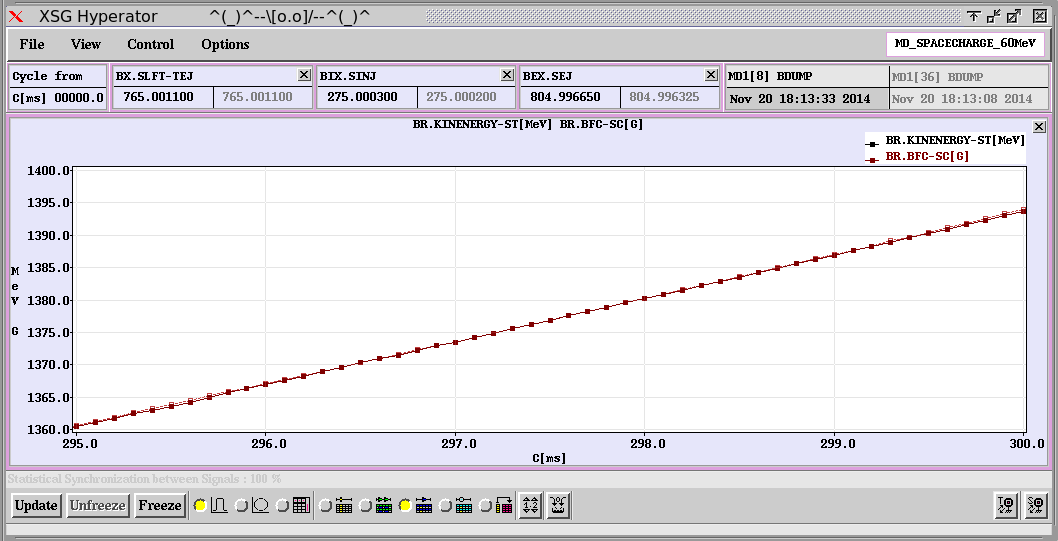 XSG Hyperator ^(_)^--\[o.o]/--^(_)^
File View Control Options MD_SPACECHARGE_60MeV
Cycle from BX.SLFT-TEJ BIX.SINJ BEX.SEJ MD1[8] BDUMP MD1[36] BDUMP
C[ms] 00000.0 765.001100 765.001100 275.000300 275.000200 804.996650 804.996325 Nov 20 18:13:33 2014 Nov 20 18:13:08 2014
BR.KINENERGY-ST[MeV] BR.BFC-SC[G]
BR.KINENERGY-ST[MeV]
BR.BFC-SC[G]
1400.0
1395.0
1390.0
1385.0
1380.0
1375.0
1370.0
1365.0
1360.0
MeV G
295.0 296.0 297.0 298.0 299.0 300.0
C[ms]
Statistical Synchronization between Signals : 100 %
Update Unfreeze Freeze